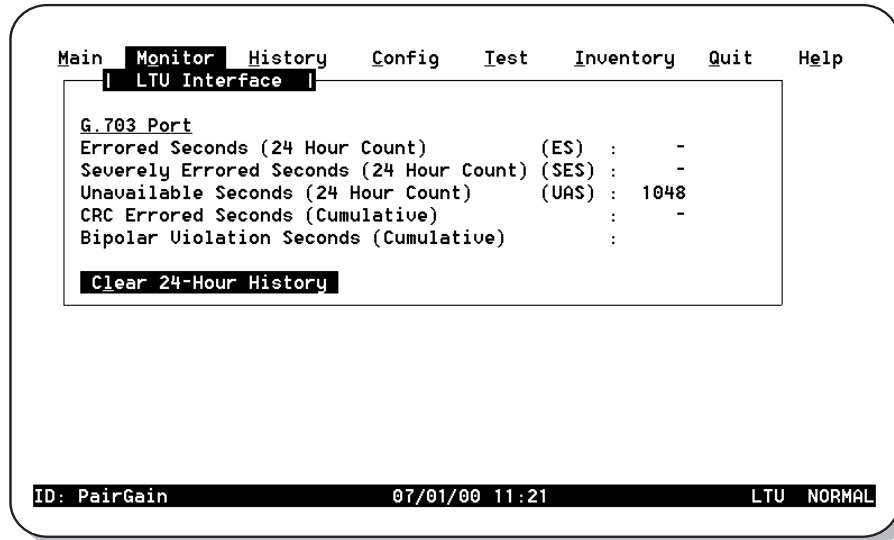 Main Monitor History Config Test Inventory Quit Help
| LTU Interface |
G.703 Port
Errored Seconds (24 Hour Count) (ES) : -
Severely Errored Seconds (24 Hour Count) (SES) : -
Unavailable Seconds (24 Hour Count) (UAS) : 1048
CRC Errored Seconds (Cumulative) : -
Bipolar Violation Seconds (Cumulative) :
Clear 24-Hour History
ID: PairGain 07/01/00 11:21 LTU NORMAL